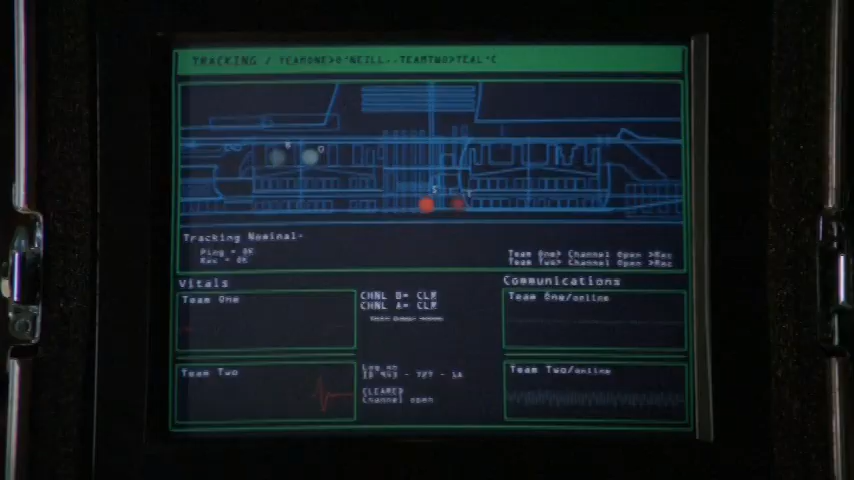 TRACKING / TEAMONE>O'NEILL..TEAMTWO>TEAL'C
O
S T
Tracking Nominal-
Ping = OK
Rec = OK
Team One> Channel Open >Rec
Team Two> Channel Open >Rec
Vitals
Communications
Team One
CHNL B= CLR
CHNL A= CLR
Team One/online
Team Two
Team Two/online
CLEARED
Channel open